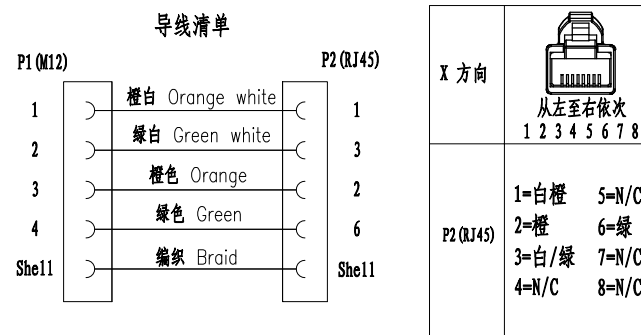 导线清单
P1(M12) P2(RJ45)
1 橙白 Orange white 1
2 绿白 Green white 3
3 橙色 Orange 2
4 绿色 Green 6
Shell 编织 Braid Shell
X 方向
从左至右依次
1 2 3 4 5 6 7 8
P2(RJ45)
1=白橙 5=N/C
2=橙 6=绿
3=白/绿 7=N/C
4=N/C 8=N/C